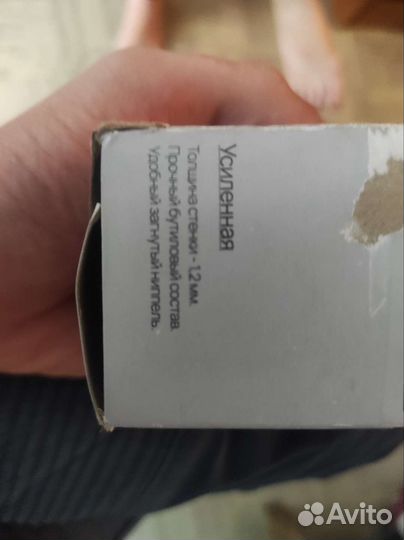 Усиленная
Толщина стенки - 1,2 мм.
Прочный бутиловый состав.
Удобный загнутый ниппель.
Avito